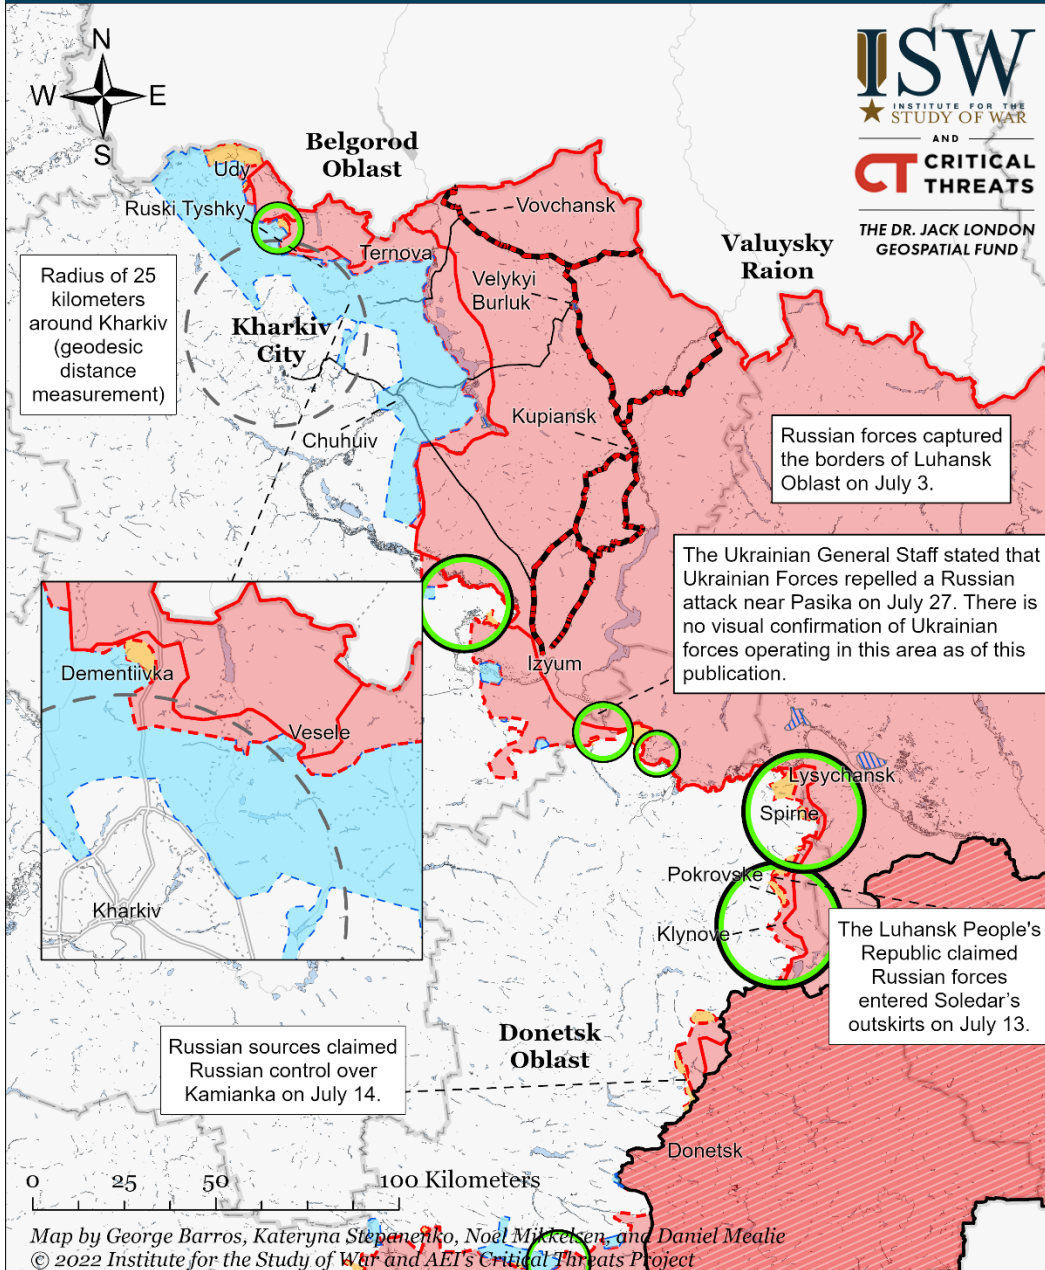 N
W E
S
ISW
INSTITUTE FOR THE
STUDY OF WAR
AND
CT CRITICAL
THREATS
THE DR. JACK LONDON
GEOSPATIAL FUND
Belgorod
Oblast
Udy
Ruski Tyshky
Vovchansk
Ternova
Valuysky
Raion
Velykyi
Burluk
Radius of 25
kilometers
around Kharkiv
(geodesic
distance
measurement)
Kharkiv
City
Kupiansk
Chuhuiv
Russian forces captured
the borders of Luhansk
Oblast on July 3.
The Ukrainian General Staff stated that
Ukrainian Forces repelled a Russian
attack near Pasika on July 27. There is
no visual confirmation of Ukrainian
forces operating in this area as of this
publication.
Izyum
Dementiivka
Vesele
Kharkiv
Lysychansk
Spirne
Pokrovske
Klynove
The Luhansk People's
Republic claimed
Russian forces
entered Soledar's
outskirts on July 13.
Donetsk
Oblast
Russian sources claimed
Russian control over
Kamianka on July 14.
Donetsk
0 25 50 100 Kilometers
Map by George Barros, Kateryna Stepanenko, Noel Mikkelsen, and Daniel Mealie
© 2022 Institute for the Study of War and AEI's Critical Threats Project